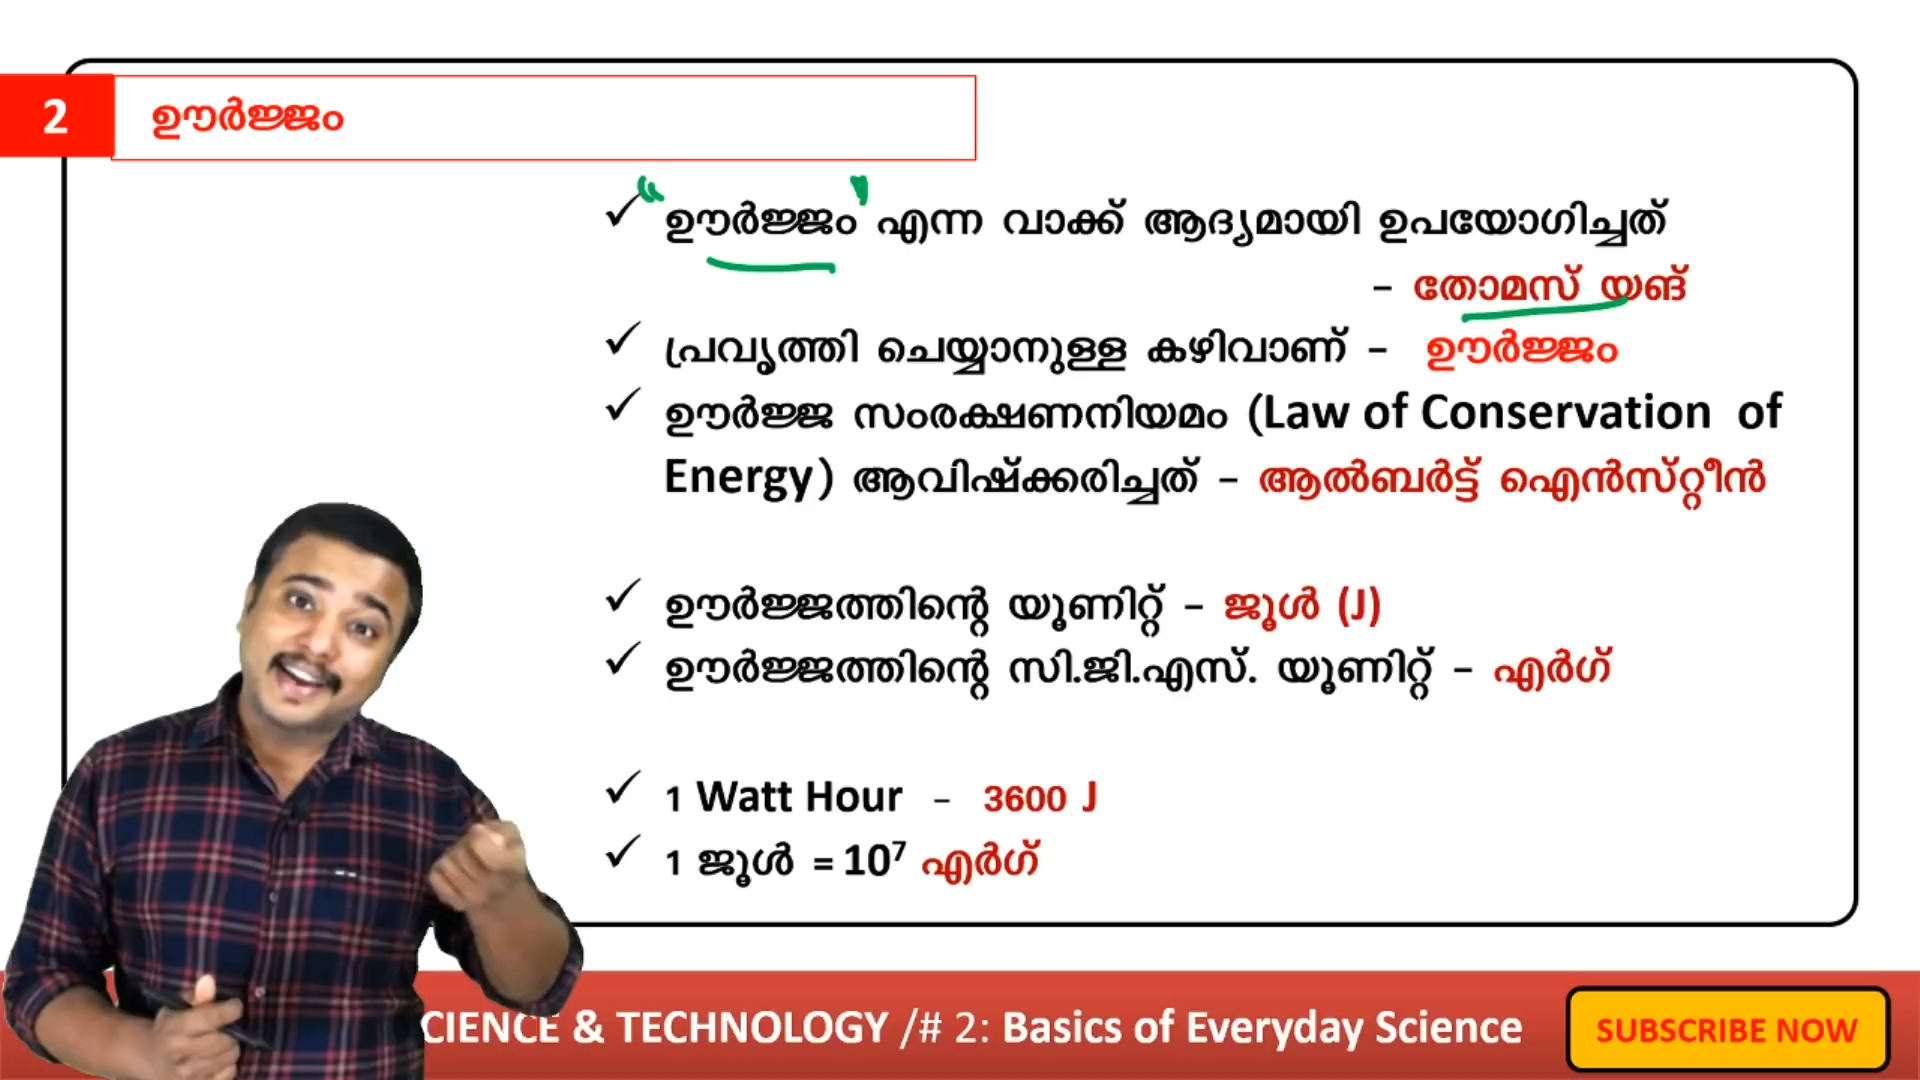 2
ഊർജ്ജം
✓ "ഊർജ്ജം" എന്ന വാക്ക് ആദ്യമായി ഉപയോഗിച്ചത്
– തോമസ് യങ്
✓ പ്രവൃത്തി ചെയ്യാനുള്ള കഴിവാണ് – ഊർജ്ജം
✓ ഊർജ്ജ സംരക്ഷണനിയമം (Law of Conservation of
Energy) ആവിഷ്ക്കരിച്ചത് – ആൽബർട്ട് ഐൻസ്റ്റീൻ
✓ ഊർജ്ജത്തിന്റെ യൂണിറ്റ് – ജൂൾ (J)
✓ ഊർജ്ജത്തിന്റെ സി.ജി.എസ്. യൂണിറ്റ് – എർഗ്
✓ 1 Watt Hour – 3600 J
✓ 1 ജൂൾ = 10⁷ എർഗ്
CIENCE & TECHNOLOGY /# 2: Basics of Everyday Science
SUBSCRIBE NOW